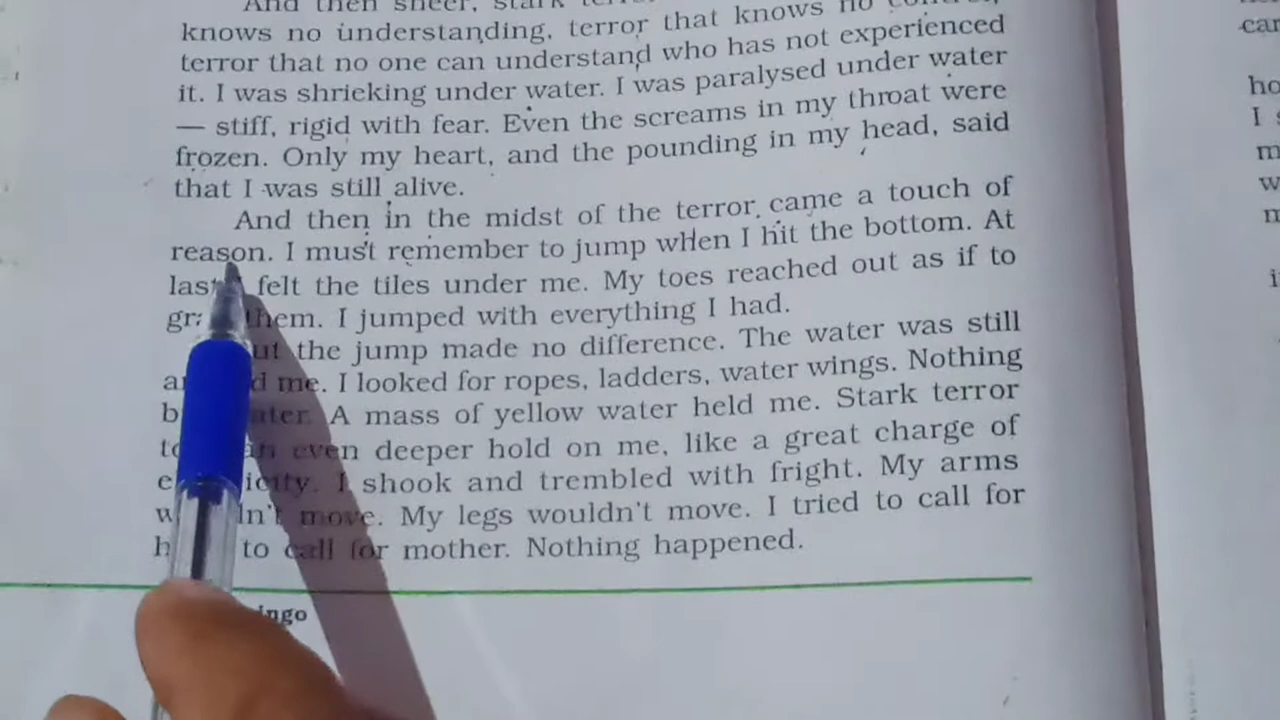 And then sheer, stark
knows no understanding, terror that knows no control,
terror that no one can understand who has not experienced
it. I was shrieking under water. I was paralysed under water
— stiff, rigid with fear. Even the screams in my throat were
frozen. Only my heart, and the pounding in my head, said
that I was still alive.
And then in the midst of the terror came a touch of
reason. I must remember to jump when I hit the bottom. At
last felt the tiles under me. My toes reached out as if to
them. I jumped with everything I had.
the jump made no difference. The water was still
me. I looked for ropes, ladders, water wings. Nothing
water. A mass of yellow water held me. Stark terror
even deeper hold on me, like a great charge of
I shook and trembled with fright. My arms
move. My legs wouldn't move. I tried to call for
to call for mother. Nothing happened.